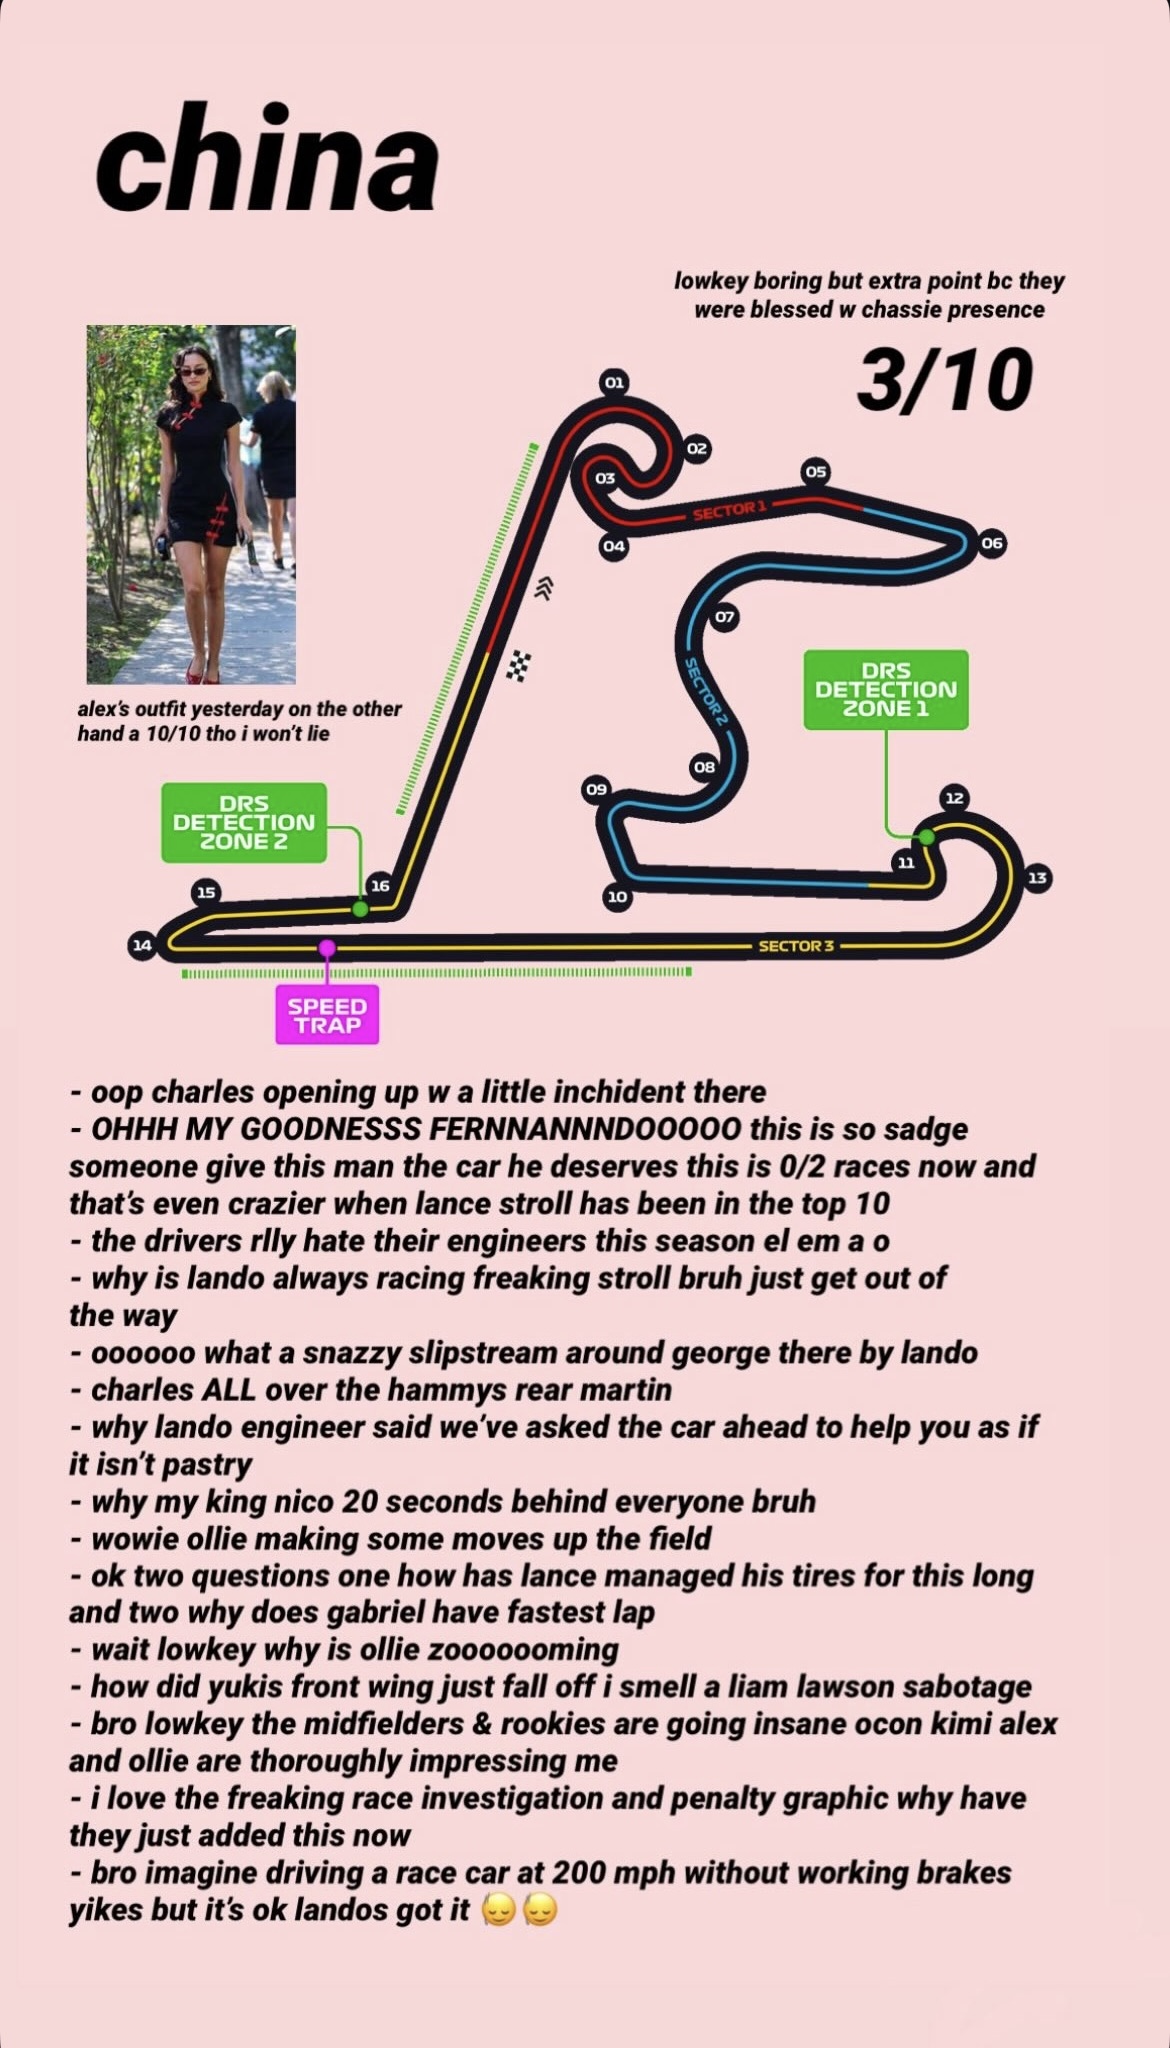 china
lowkey boring but extra point bc they
were blessed w chassie presence
3/10
alex's outfit yesterday on the other
hand a 10/10 tho i won't lie
01
02
03
04
05
SECTOR 1
06
07
SECTOR 2
DRS
DETECTION
ZONE 1
08
09
10
11
12
13
DRS
DETECTION
ZONE 2
16
15
14
SECTOR 3
SPEED
TRAP
- oop charles opening up w a little inchident there
- OHHH MY GOODNESSS FERNNANNNDOOOOO this is so sadge
someone give this man the car he deserves this is 0/2 races now and
that's even crazier when lance stroll has been in the top 10
- the drivers rlly hate their engineers this season el em a o
- why is lando always racing freaking stroll bruh just get out of
the way
- oooooo what a snazzy slipstream around george there by lando
- charles ALL over the hammys rear martin
- why lando engineer said we've asked the car ahead to help you as if
it isn't pastry
- why my king nico 20 seconds behind everyone bruh
- wowie ollie making some moves up the field
- ok two questions one how has lance managed his tires for this long
and two why does gabriel have fastest lap
- wait lowkey why is ollie zooooooming
- how did yukis front wing just fall off i smell a liam lawson sabotage
- bro lowkey the midfielders & rookies are going insane ocon kimi alex
and ollie are thoroughly impressing me
- i love the freaking race investigation and penalty graphic why have
they just added this now
- bro imagine driving a race car at 200 mph without working brakes
yikes but it's ok landos got it 🫡🫡